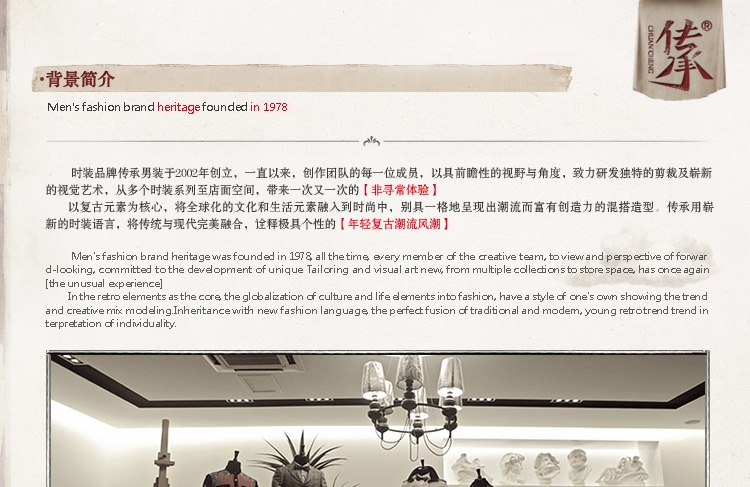 传承®
CHUAN CHENG
·背景简介
Men's fashion brand heritage founded in 1978
时装品牌传承男装于2002年创立，一直以来，创作团队的每一位成员，以具前瞻性的视野与角度，致力研发独特的剪裁及崭新
的视觉艺术，从多个时装系列至店面空间，带来一次又一次的【非寻常体验】
以复古元素为核心，将全球化的文化和生活元素融入到时尚中，别具一格地呈现出潮流而富有创造力的混搭造型。传承用崭
新的时装语言，将传统与现代完美融合，诠释极具个性的【年轻复古潮流风潮】
Men's fashion brand heritage was founded in 1978, all the time, every member of the creative team, to view and perspective of forwar
d-looking, committed to the development of unique Tailoring and visual art new, from multiple collections to store space, has once again
[the unusual experience]
In the retro elements as the core, the globalization of culture and life elements into fashion, have a style of one's own showing the trend
and creative mix modeling.Inheritance with new fashion language, the perfect fusion of traditional and modern, young retro trend trend in
terpretation of individuality.